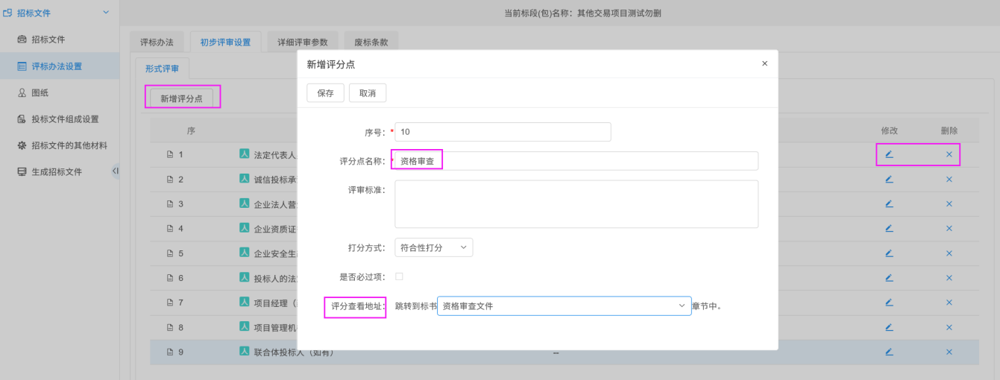 招标文件
当前标段(包)名称：其他交易项目测试勿删
招标文件
评标办法设置
图纸
投标文件组成设置
招标文件的其他材料
生成招标文件
评标办法
初步评审设置
详细评审参数
废标条款
形式评审
新增评分点
序
修改
删除
1 法定代表人
2 诚信投标承
3 企业法人营
4 企业资质证
5 企业安全生
6 投标人的法
7 项目经理（
8 项目管理机
9 联合体投标人（如有） --
新增评分点 ×
保存 取消
序号：* 10
评分点名称：* 资格审查
评审标准：
打分方式： 符合性打分
是否必过项：
评分查看地址： 跳转到标书 资格审查文件 章节中。